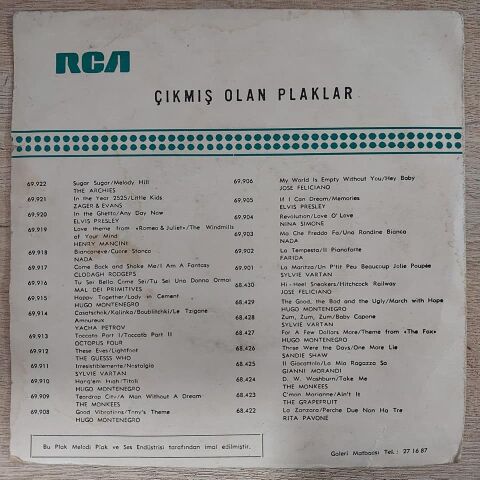 RCA
ÇIKMIŞ OLAN PLAKLAR
69.922 Sugar Sugar/Melody Hill
THE ARCHIES
69.921 In the Year 2525/Little Kids
ZAGER & EVANS
69.920 In the Ghetto/Any Day Now
ELVIS PRESLEY
69.919 Love theme from «Romeo & Juliet»/The Windmills
of Your Mind
HENRY MANCINI
69.918 Biancaneve/Cuore Stanco
NADA
69.917 Come Back and Shake Me/I Am A Fantasy
CLODAGH RODGERS
69.916 Tu Sei Bella Come Sei/Tu Sei Una Donna Ormai
MAL DEI PRIMITIVES
69.915 Happy Together/Lady in Cement
HUGO MONTENEGRO
69.914 Casatschik/Kalinka/Boublitchki/Le Tzigane
Amoureux
YACHA PETROV
69.913 Toccata Part I/Toccata Part II
OCTOPUS FOUR
69.912 These Eyes/Lightfoot
THE GUESSS WHO
69.911 Irresistiblemente/Nostalgia
SYLVIE VARTAN
69.910 Hang'em High/Titoli
HUGO MONTENEGRO
69.909 Teardrop City/A Man Without A Dream
THE MONKEES
69.908 Good Vibrations/Tony's Theme
HUGO MONTENEGRO
69.906 My World Is Empty Without You/Hey Baby
JOSE FELICIANO
69.905 If I Can Dream/Memories
ELVIS PRESLEY
69.904 Revolution/Love O' Love
NINA SIMONE
69.903 Ma Che Freddo Fa/Una Rondine Bianca
NADA
69.902 La Tempesta/Il Pianoforte
FARIDA
69.901 La Maritza/Un P'tit Peu Beaucoup Jolie Poupée
SYLVIE VARTAN
68.430 Hi-Heel Sneakers/Hitchcock Railway
JOSE FELICIANO
68.429 The Good, the Bad and the Ugly/March with Hope
HUGO MONTENEGRO
68.428 Zum, Zum, Zum/Baby Capone
SYLVIE VARTAN
68.427 For A Few Dollars More/Theme from «The Fox»
HUGO MONTENEGRO
68.426 Those Were the Days/One More Lie
SANDIE SHAW
68.425 Il Giocattolo/La Mia Ragazza Sa
GIANNI MORANDI
68.424 D. W. Washburn/Take Me
THE MONKEES
68.423 C'mon Marianne/Ain't It
THE GRAPEFRUIT
68.422 La Zanzara/Perche Due Non Ha Tre
RITA PAVONE
Bu Plak Melodi Plak ve Ses Endüstrisi tarafından imal edilmiştir.
Galeri Matbaası Tel.: 27 16 87